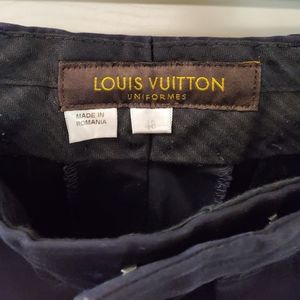 LOUIS VUITTON
UNIFORMES
MADE IN
ROMANIA